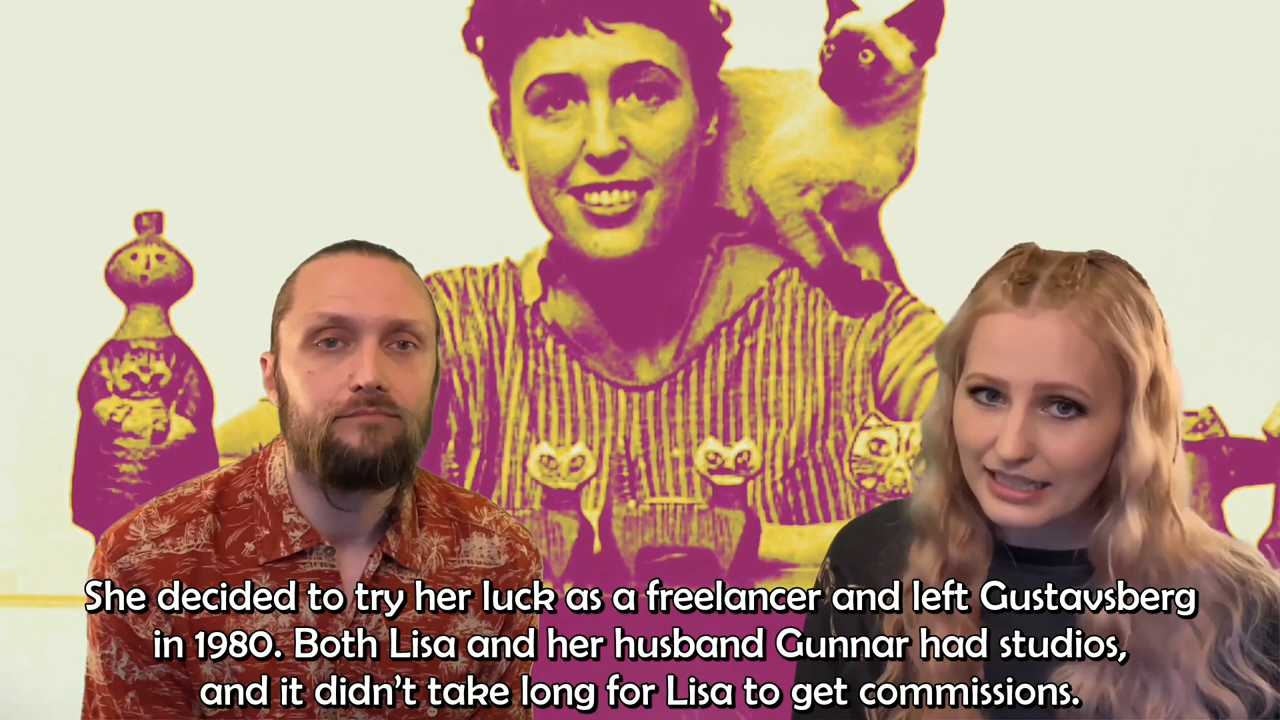 She decided to try her luck as a freelancer and left Gustavsberg
in 1980. Both Lisa and her husband Gunnar had studios,
and it didn't take long for Lisa to get commissions.